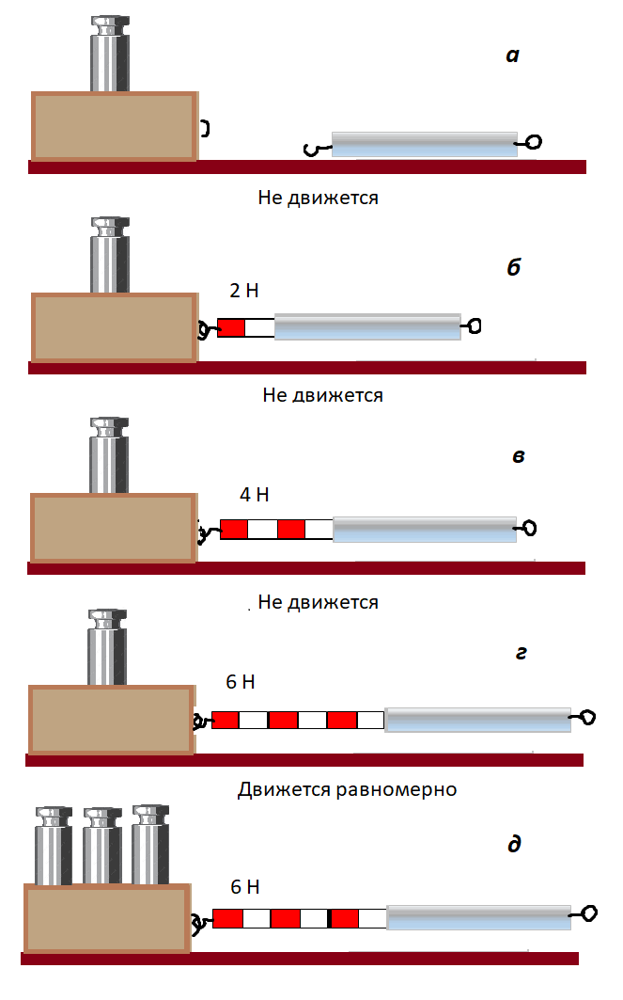 а
Не движется
б
2 Н
Не движется
в
4 Н
. Не движется
г
6 Н
Движется равномерно
д
6 Н